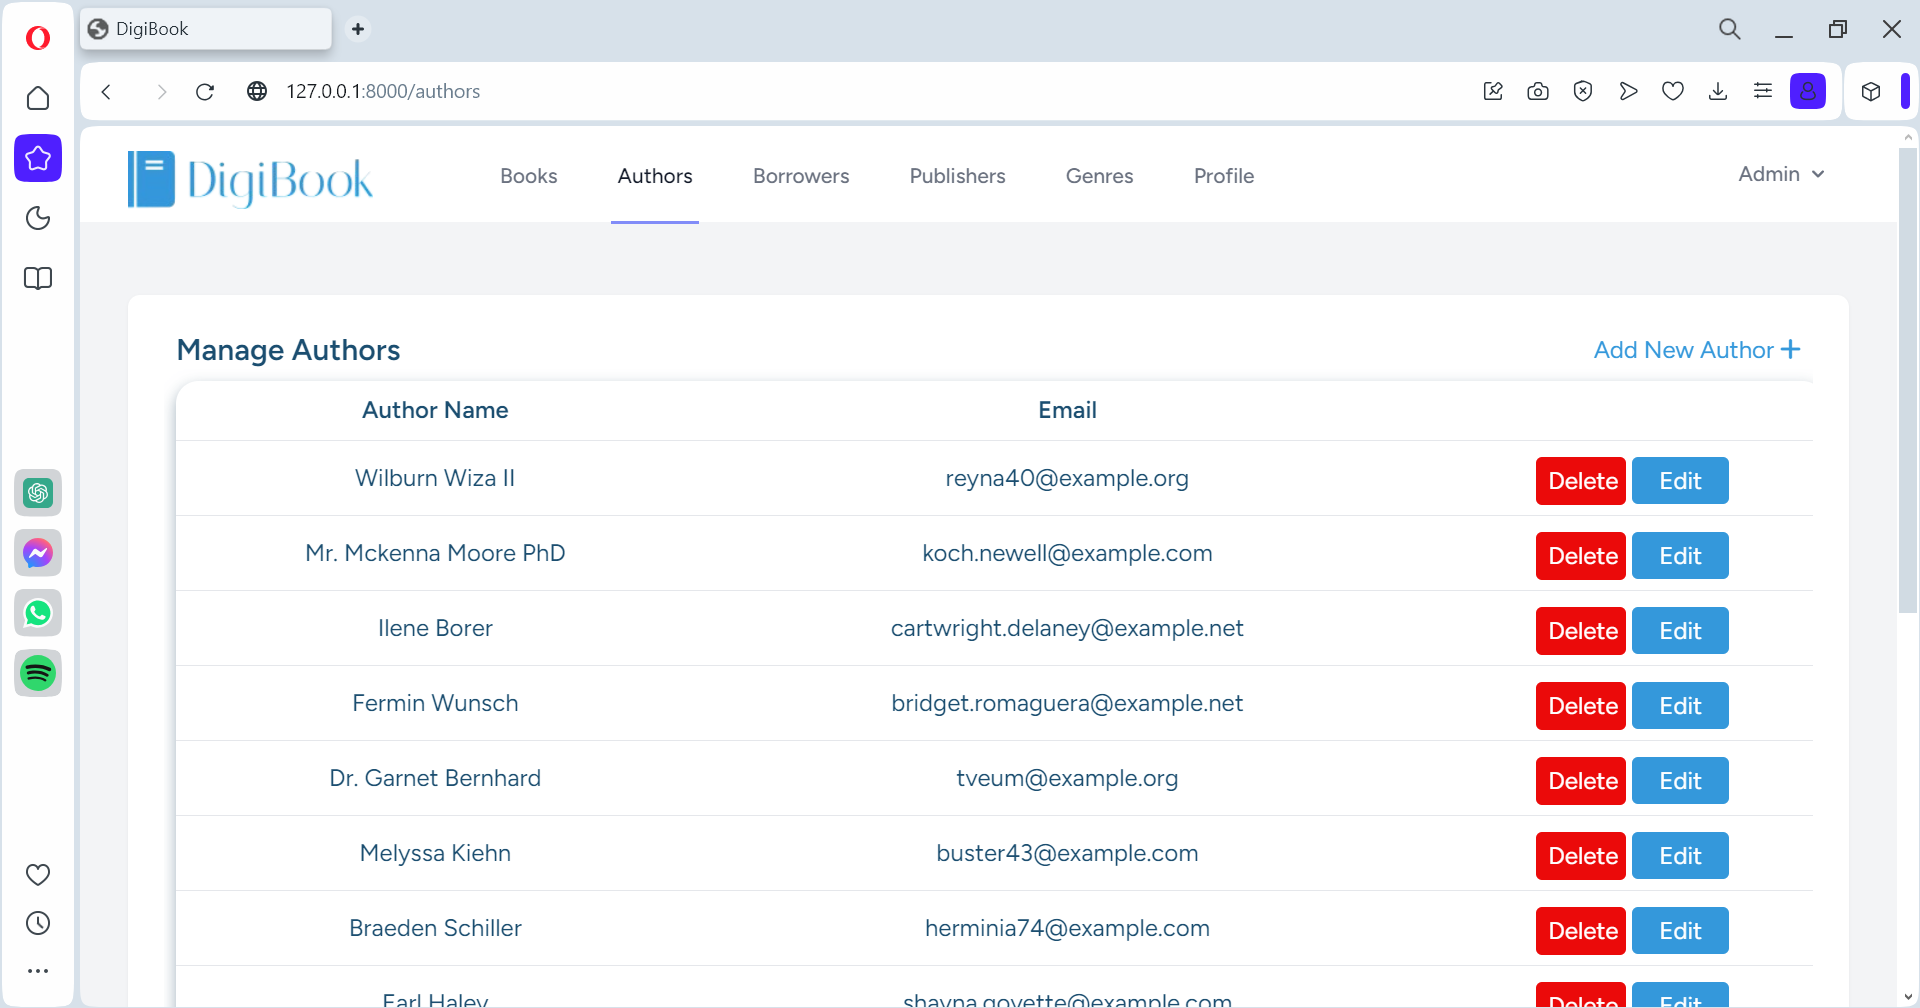 DigiBook
127.0.0.1:8000/authors
DigiBook
Books Authors Borrowers Publishers Genres Profile Admin
Manage Authors Add New Author +
Author Name Email
Wilburn Wiza II reyna40@example.org Delete Edit
Mr. Mckenna Moore PhD koch.newell@example.com Delete Edit
Ilene Borer cartwright.delaney@example.net Delete Edit
Fermin Wunsch bridget.romaguera@example.net Delete Edit
Dr. Garnet Bernhard tveum@example.org Delete Edit
Melyssa Kiehn buster43@example.com Delete Edit
Braeden Schiller herminia74@example.com Delete Edit
Earl Haley shayna.goyette@example.com Delete Edit